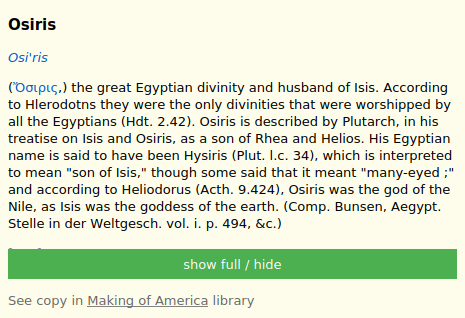 Osiris
Osi'ris
(Ὄσιρις,) the great Egyptian divinity and husband of Isis. According
to Hlerodotns they were the only divinities that were worshipped by
all the Egyptians (Hdt. 2.42). Osiris is described by Plutarch, in his
treatise on Isis and Osiris, as a son of Rhea and Helios. His Egyptian
name is said to have been Hysiris (Plut. l.c. 34), which is interpreted
to mean "son of Isis," though some said that it meant "many-eyed ;"
and according to Heliodorus (Acth. 9.424), Osiris was the god of the
Nile, as Isis was the goddess of the earth. (Comp. Bunsen, Aegypt.
Stelle in der Weltgesch. vol. i. p. 494, &c.)
show full / hide
See copy in Making of America library